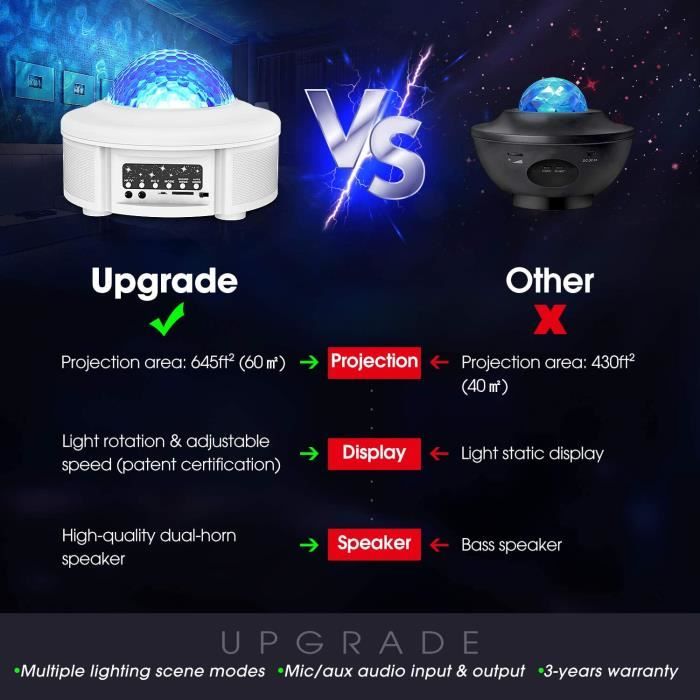 VS
Upgrade
Other
Projection area: 645ft² (60㎡)
Projection
Projection area: 430ft²
(40㎡)
Light rotation & adjustable
speed (patent certification)
Display
Light static display
High-quality dual-horn
speaker
Speaker
Bass speaker
UPGRADE
•Multiple lighting scene modes •Mic/aux audio input & output •3-years warranty